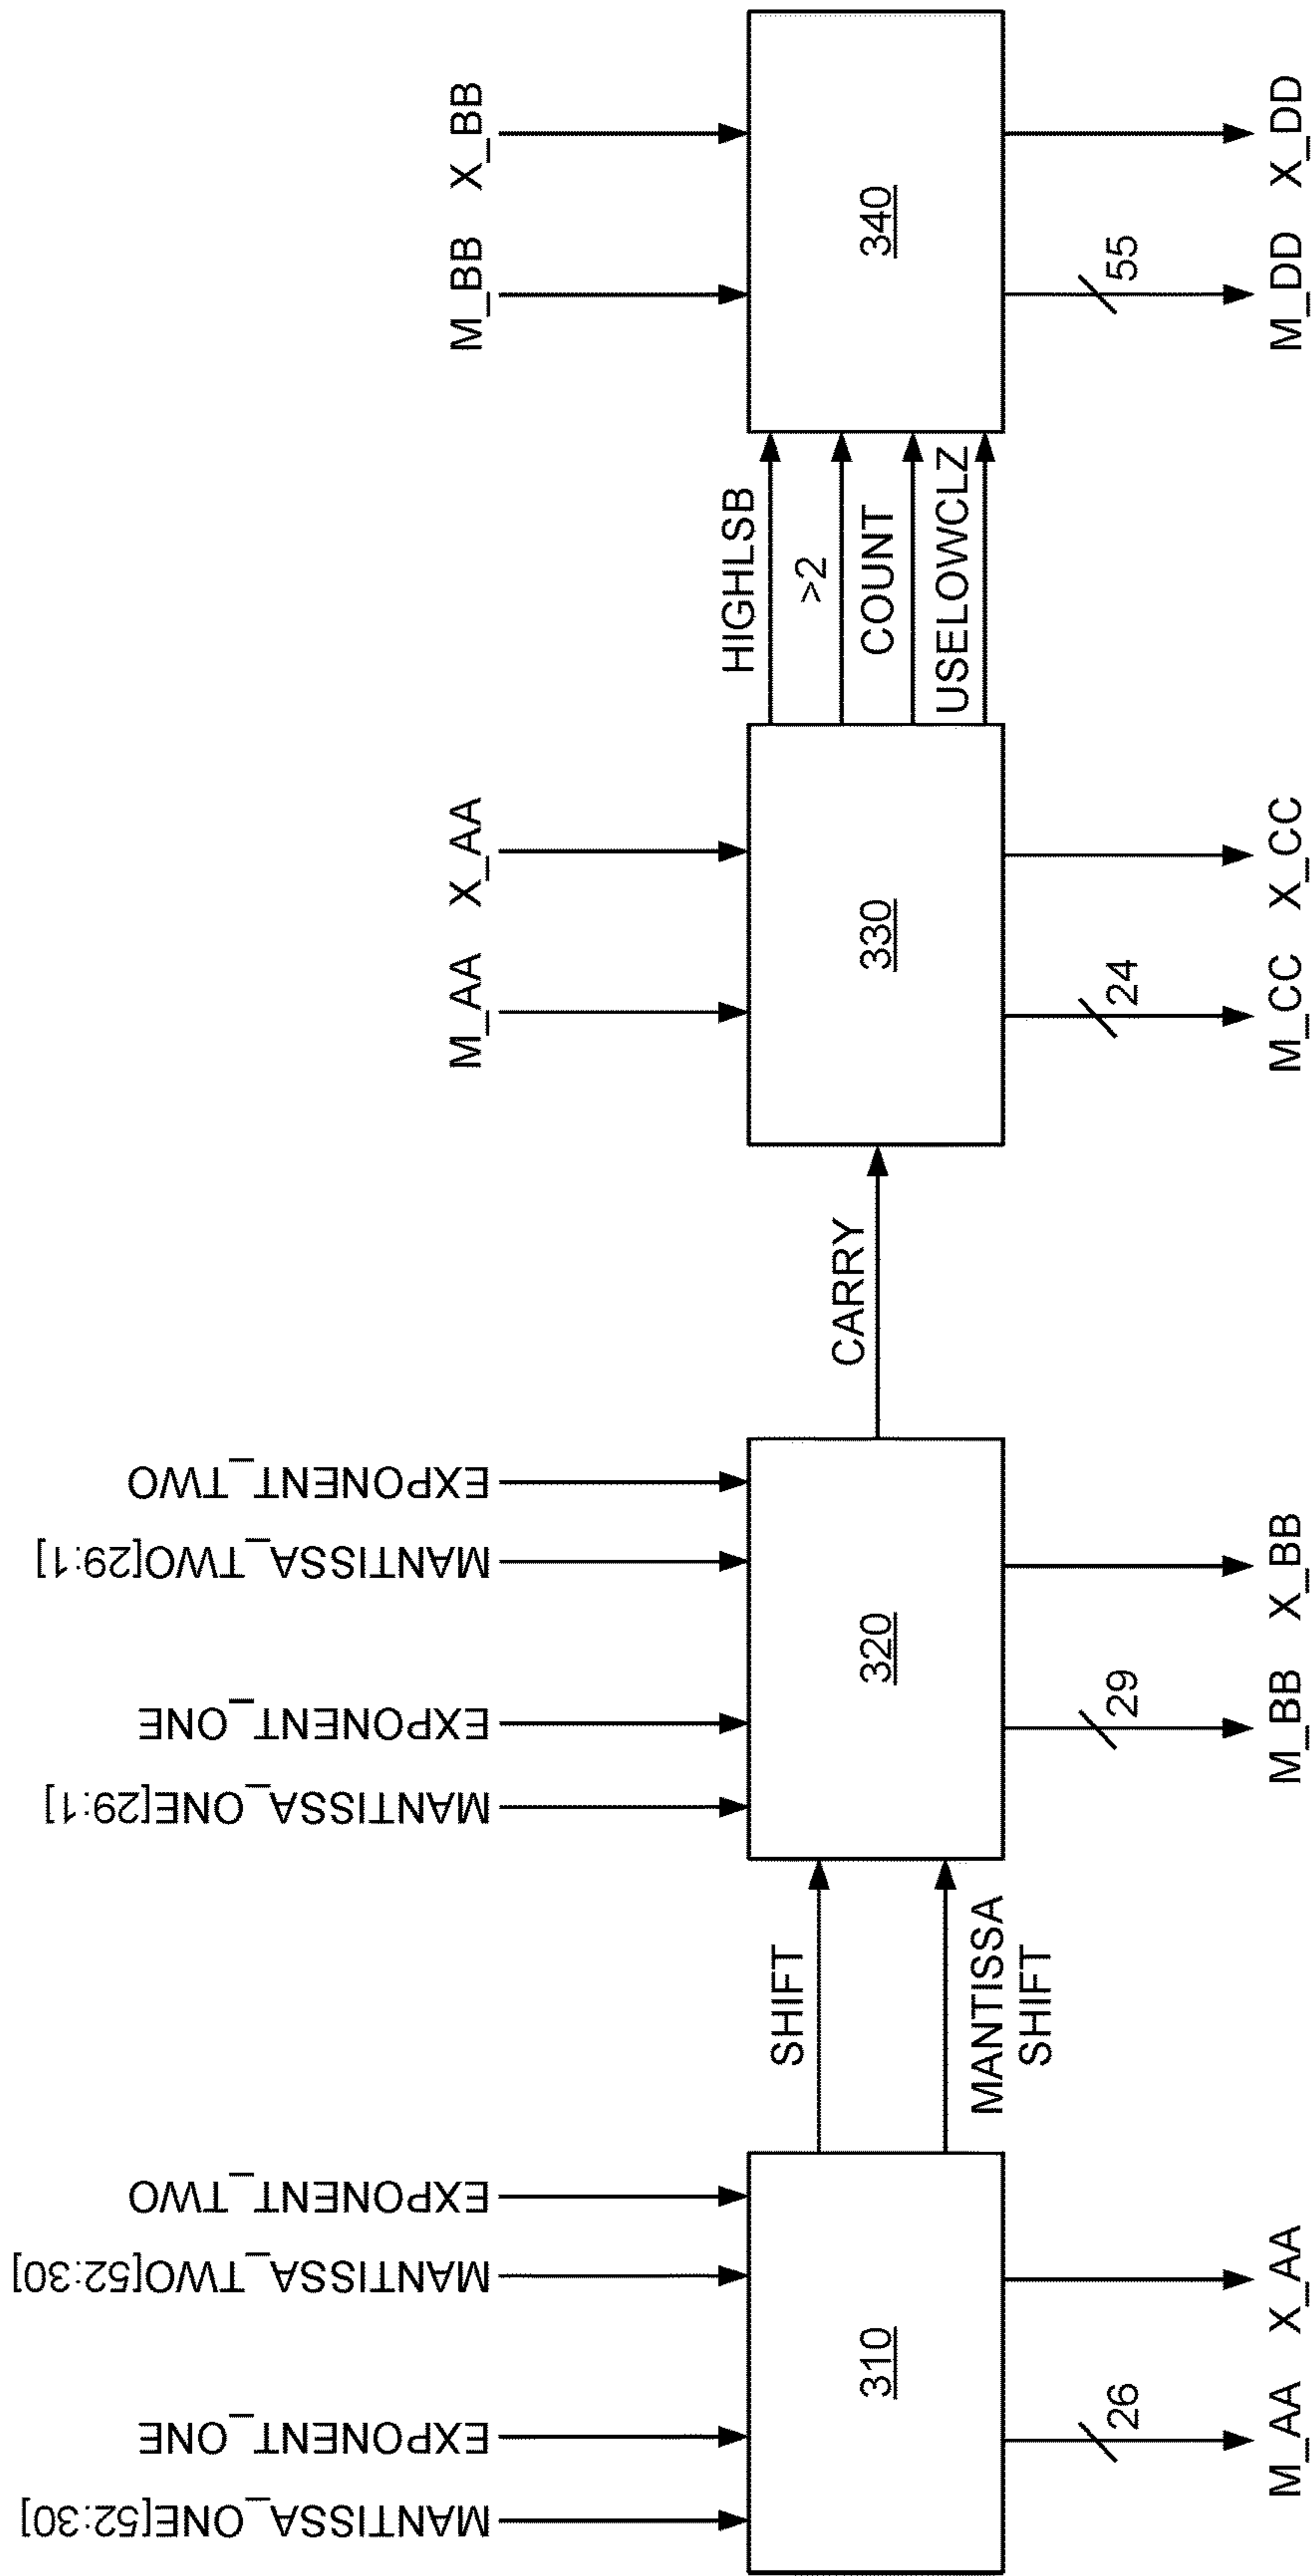 MANTISSA_ONE[52:30]
EXPONENT_ONE
MANTISSA_TWO[52:30]
EXPONENT_TWO
310
26
M_AA
X_AA
SHIFT
MANTISSA
SHIFT
MANTISSA_ONE[29:1]
EXPONENT_ONE
MANTISSA_TWO[29:1]
EXPONENT_TWO
320
29
M_BB
X_BB
CARRY
M_AA
X_AA
330
24
M_CC
X_CC
HIGHLSB
>2
COUNT
USELOWCLZ
M_BB
X_BB
340
55
M_DD
X_DD